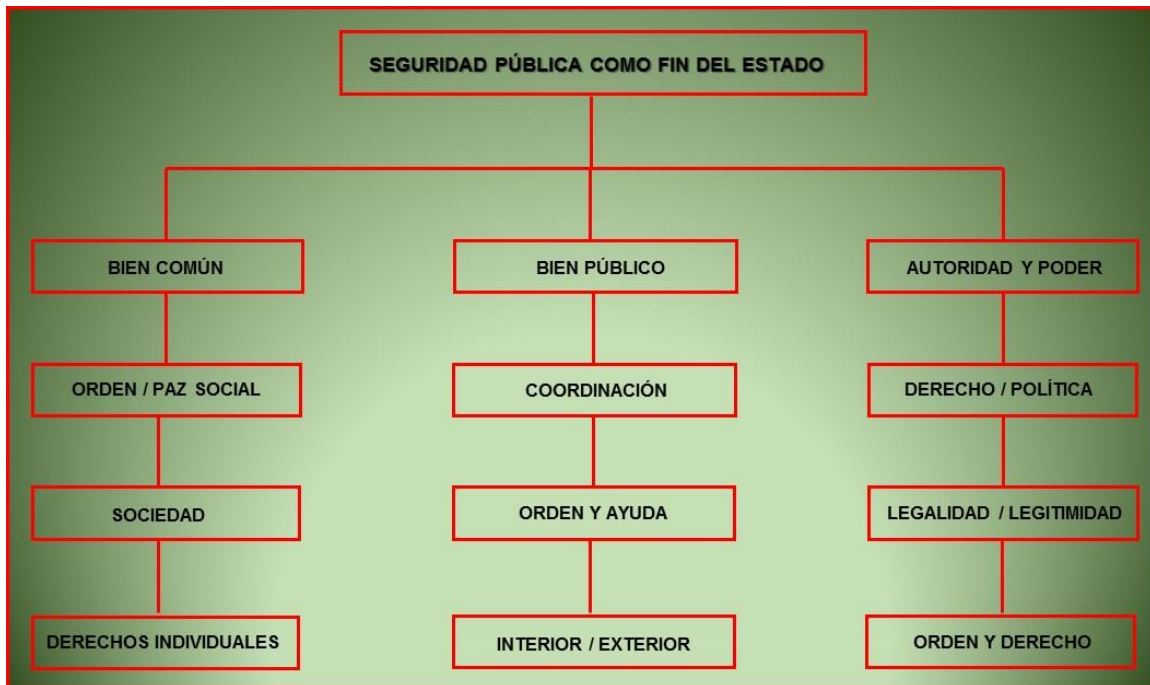 SEGURIDAD PÚBLICA COMO FIN DEL ESTADO
BIEN COMÚN
BIEN PÚBLICO
AUTORIDAD Y PODER
ORDEN / PAZ SOCIAL
COORDINACIÓN
DERECHO / POLÍTICA
SOCIEDAD
ORDEN Y AYUDA
LEGALIDAD / LEGITIMIDAD
DERECHOS INDIVIDUALES
INTERIOR / EXTERIOR
ORDEN Y DERECHO